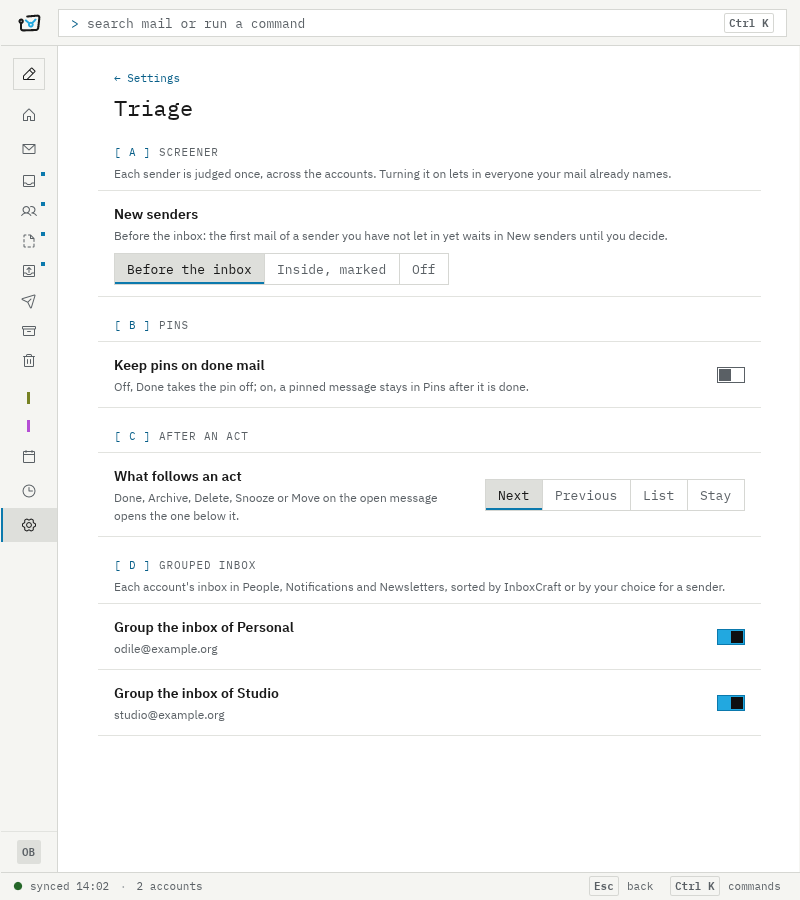 > search mail or run a command
Ctrl K
← Settings
Triage
[ A ] SCREENER
Each sender is judged once, across the accounts. Turning it on lets in everyone your mail already names.
New senders
Before the inbox: the first mail of a sender you have not let in yet waits in New senders until you decide.
Before the inbox
Inside, marked
Off
[ B ] PINS
Keep pins on done mail
Off, Done takes the pin off; on, a pinned message stays in Pins after it is done.
[ C ] AFTER AN ACT
What follows an act
Done, Archive, Delete, Snooze or Move on the open message
opens the one below it.
Next
Previous
List
Stay
[ D ] GROUPED INBOX
Each account's inbox in People, Notifications and Newsletters, sorted by InboxCraft or by your choice for a sender.
Group the inbox of Personal
odile@example.org
Group the inbox of Studio
studio@example.org
OB
synced 14:02 · 2 accounts
Esc back
Ctrl K commands